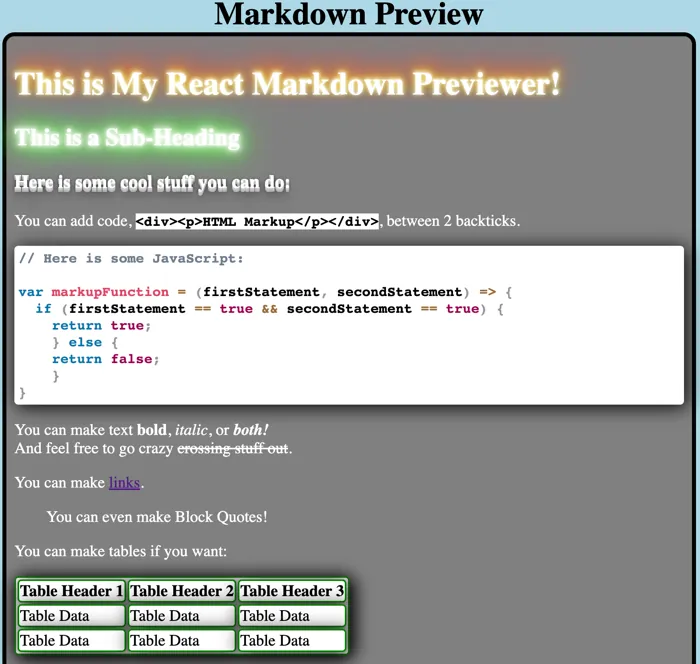 Markdown Preview
This is My React Markdown Previewer!
This is a Sub-Heading
Here is some cool stuff you can do:
You can add code, <div><p>HTML Markup</p></div>, between 2 backticks.
// Here is some JavaScript:
var markupFunction = (firstStatement, secondStatement) => {
  if (firstStatement == true && secondStatement == true) {
    return true;
    } else {
    return false;
    }
}
You can make text bold, italic, or both!
And feel free to go crazy crossing stuff out.
You can make links.
You can even make Block Quotes!
You can make tables if you want:
Table Header 1 Table Header 2 Table Header 3
Table Data Table Data Table Data
Table Data Table Data Table Data